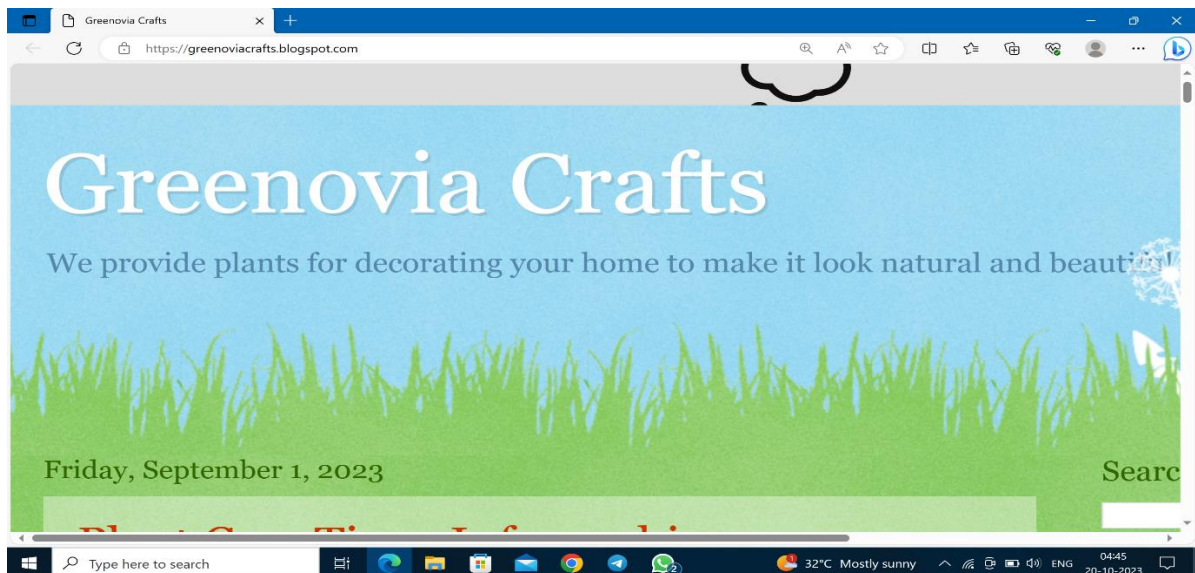 Greenovia Crafts
https://greenoviacrafts.blogspot.com
Greenovia Crafts
We provide plants for decorating your home to make it look natural and beautiful
Friday, September 1, 2023
Searc
Type here to search
2
32°C Mostly sunny
ENG
04:45
20-10-2023